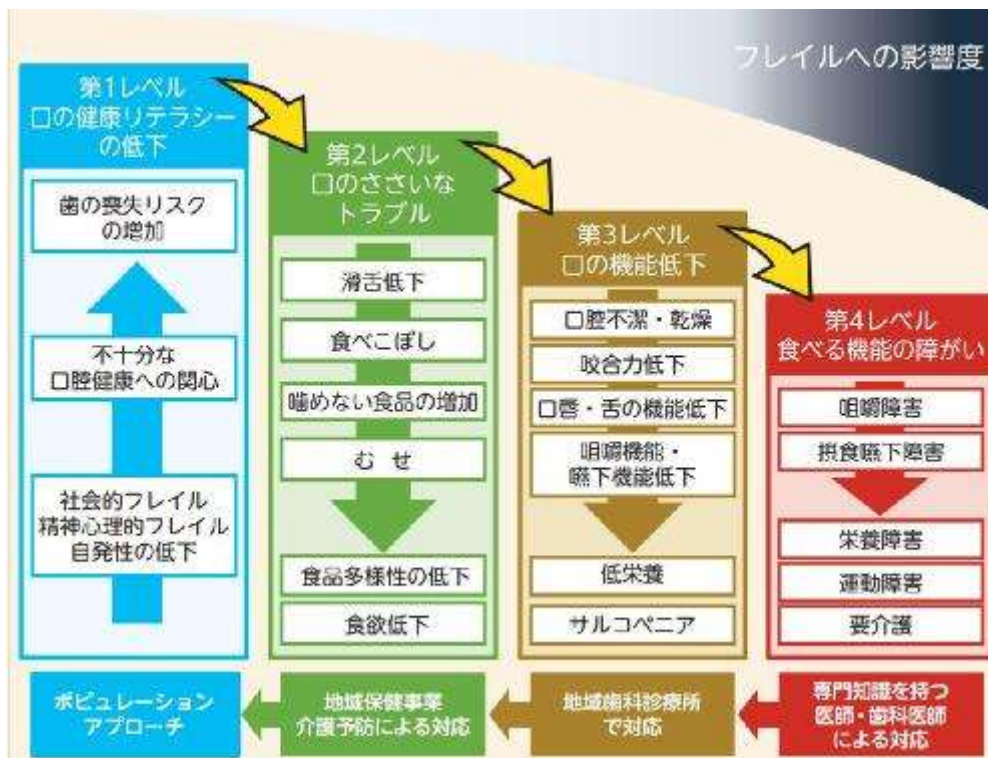 フレイルへの影響度
第1レベル
口の健康リテラシー
の低下
歯の喪失リスク
の増加
不十分な
口腔健康への関心
社会的フレイル
精神心理的フレイル
自発性の低下
ポピュレーション
アプローチ
第2レベル
口のささいな
トラブル
滑舌低下
食べこぼし
噛めない食品の増加
むせ
食品多様性の低下
食欲低下
地域保健事業
介護予防による対応
第3レベル
口の機能低下
口腔不潔・乾燥
咬合力低下
口唇・舌の機能低下
咀嚼機能・
嚥下機能低下
低栄養
サルコペニア
地域歯科診療所
で対応
第4レベル
食べる機能の障がい
咀嚼障害
摂食嚥下障害
栄養障害
運動障害
要介護
専門知識を持つ
医師・歯科医師
による対応